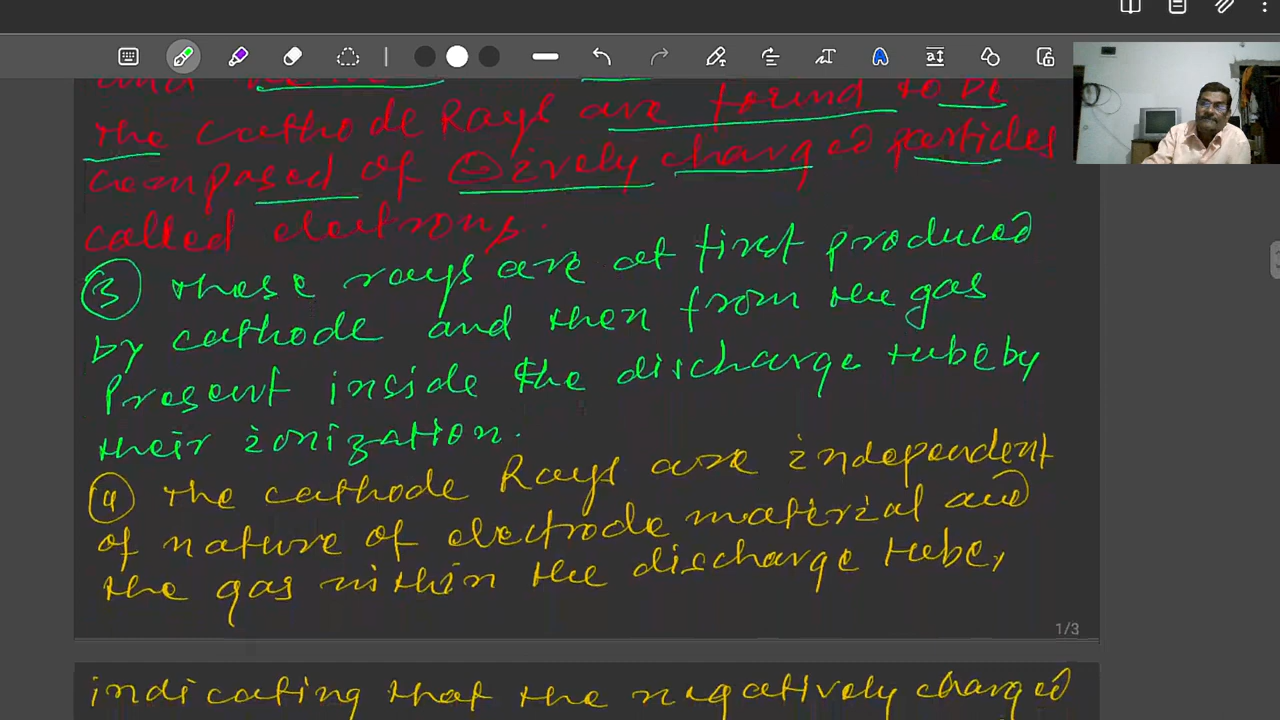 the cathode Rays are found to be
composed of ⊖ively charged particles
called electrons.
③ These rays are at first produced
by cathode and then from the gas
Present inside the discharge tube by
their ionization.
④ The cathode Rays are independent
of nature of electrode material and
the gas within the discharge tube,
1/3
indicating that the negatively charged